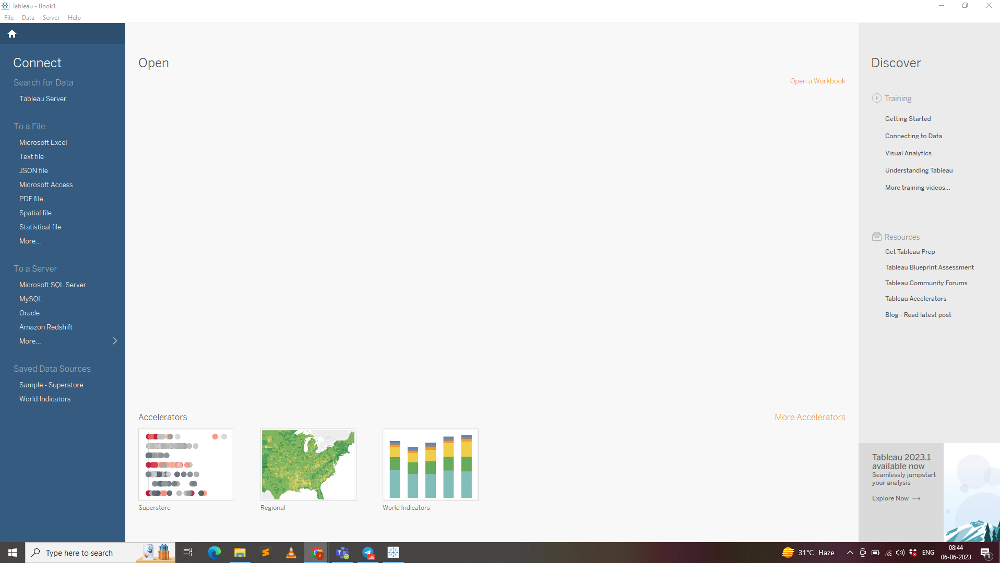 Tableau - Book1
File Data Server Help
Connect
Search for Data
Tableau Server
To a File
Microsoft Excel
Text file
JSON file
Microsoft Access
PDF file
Spatial file
Statistical file
More...
To a Server
Microsoft SQL Server
MySQL
Oracle
Amazon Redshift
More...
Saved Data Sources
Sample - Superstore
World Indicators
Open
Open a Workbook
Accelerators
More Accelerators
Superstore
Regional
World Indicators
Discover
Training
Getting Started
Connecting to Data
Visual Analytics
Understanding Tableau
More training videos...
Resources
Get Tableau Prep
Tableau Blueprint Assessment
Tableau Community Forums
Tableau Accelerators
Blog - Read latest post
Tableau 2023.1
available now
Seamlessly jumpstart
your analysis
Explore Now
Type here to search
V
T
38
31°C Haze
ENG
08:44
06-06-2023
1